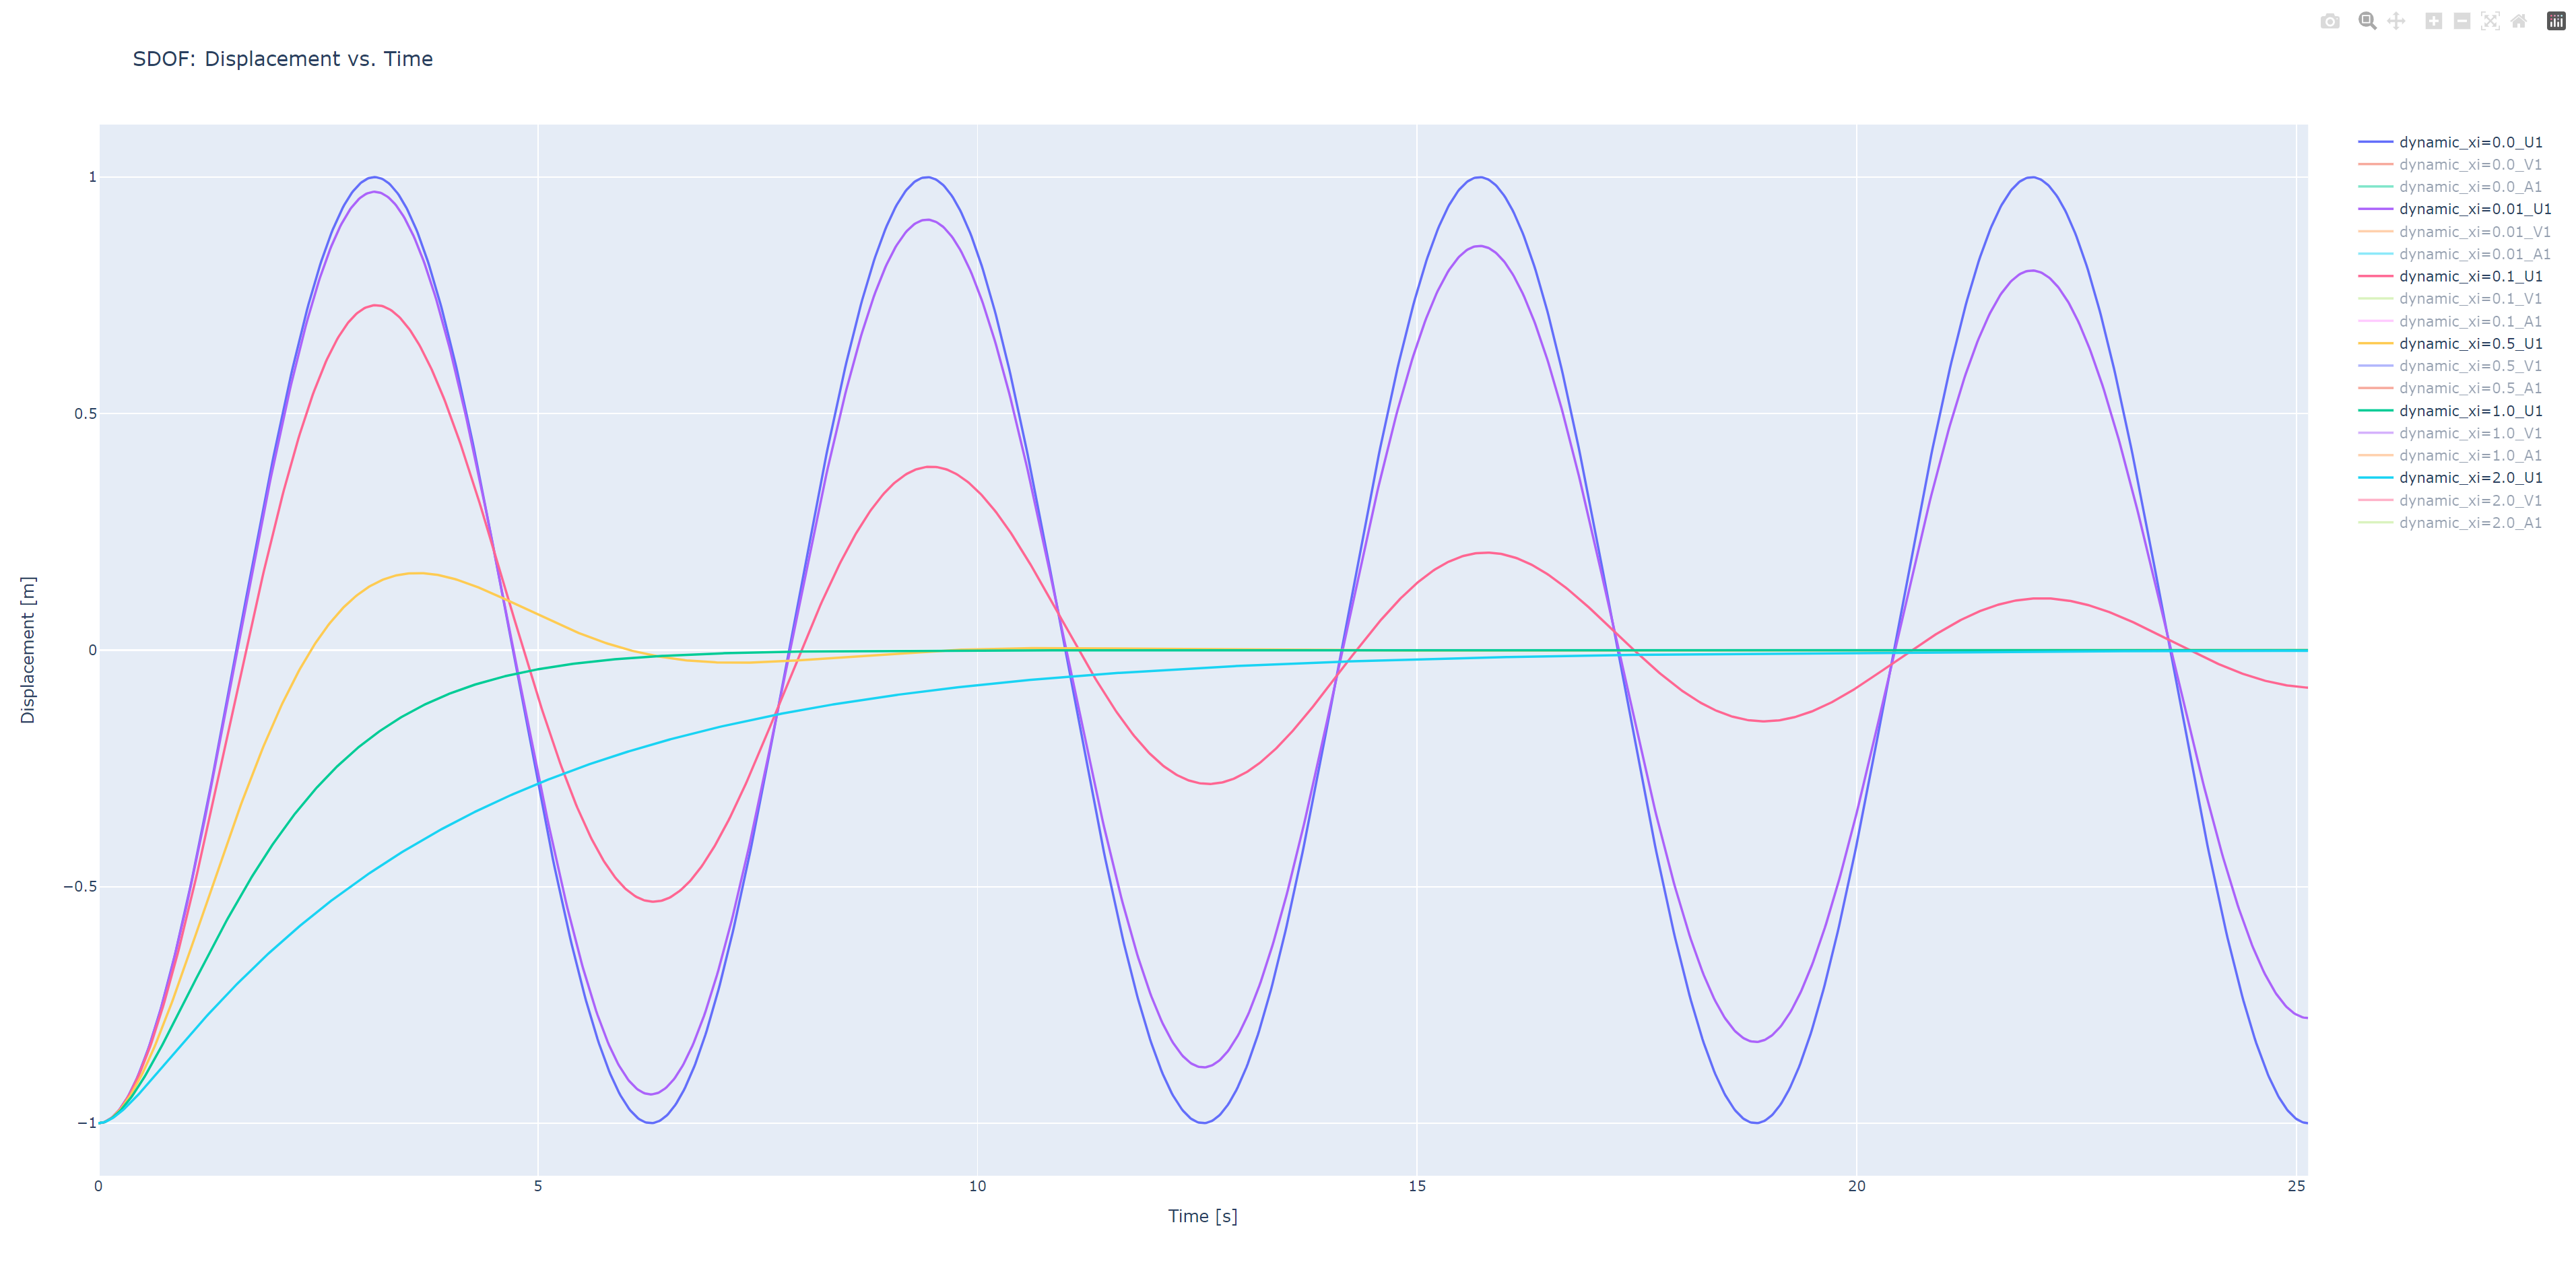 SDOF: Displacement vs. Time
dynamic_xi=0.0_U1
dynamic_xi=0.0_V1
dynamic_xi=0.0_A1
dynamic_xi=0.01_U1
dynamic_xi=0.01_V1
dynamic_xi=0.01_A1
dynamic_xi=0.1_U1
dynamic_xi=0.1_V1
dynamic_xi=0.1_A1
dynamic_xi=0.5_U1
dynamic_xi=0.5_V1
dynamic_xi=0.5_A1
dynamic_xi=1.0_U1
dynamic_xi=1.0_V1
dynamic_xi=1.0_A1
dynamic_xi=2.0_U1
dynamic_xi=2.0_V1
dynamic_xi=2.0_A1
Displacement [m]
1
0.5
0
−0.5
−1
0 5 10 15 20 25
Time [s]